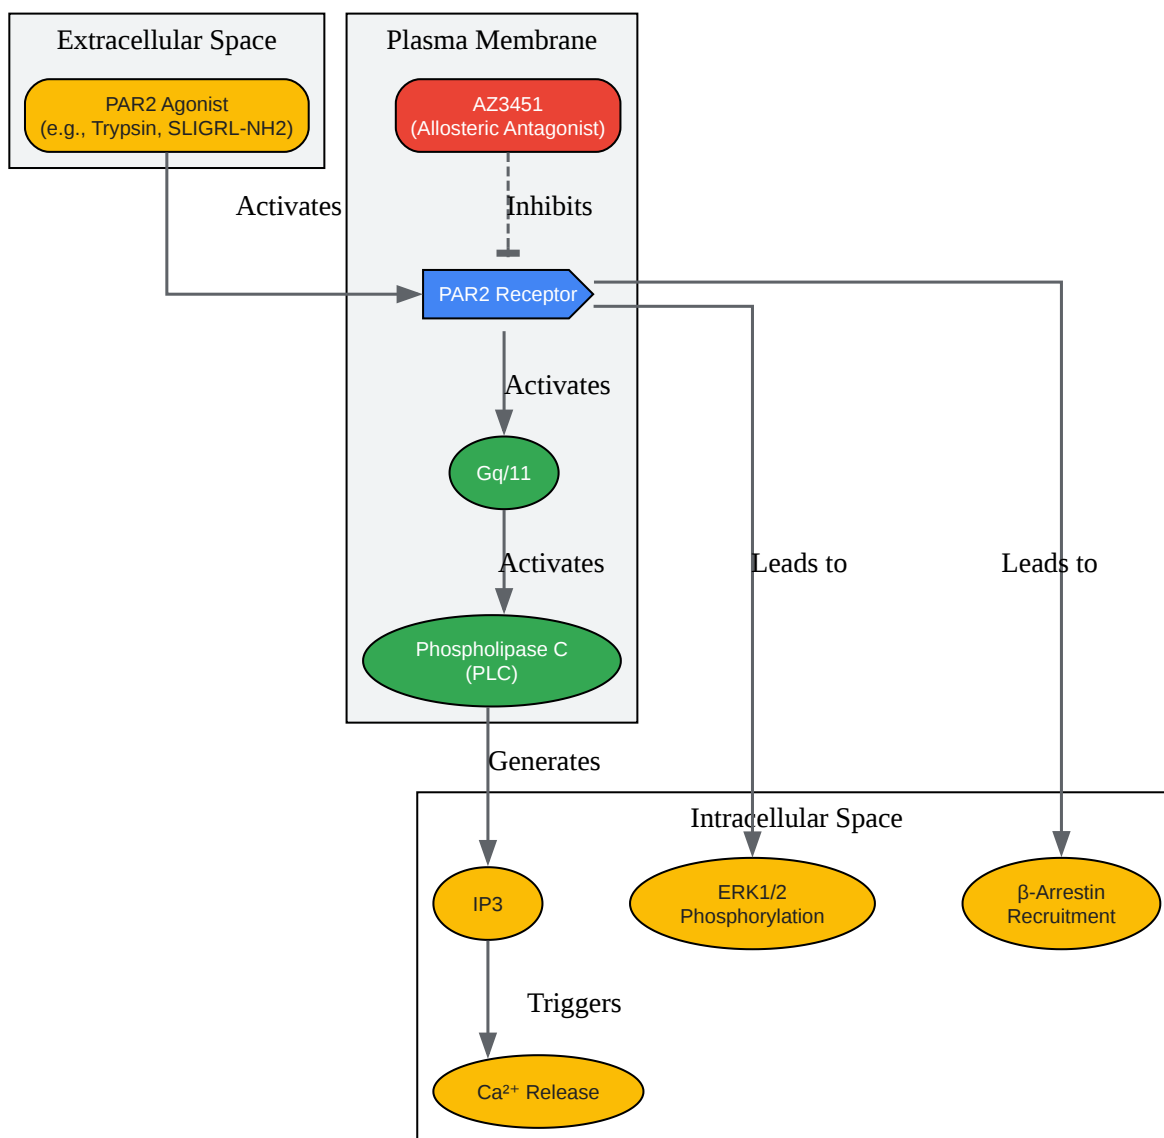 Extracellular Space
Plasma Membrane
PAR2 Agonist
(e.g., Trypsin, SLIGRL-NH2)
AZ3451
(Allosteric Antagonist)
Activates
Inhibits
PAR2 Receptor
Activates
Gq/11
Activates
Leads to
Leads to
Phospholipase C
(PLC)
Generates
Intracellular Space
IP3
ERK1/2
Phosphorylation
β-Arrestin
Recruitment
Triggers
Ca²⁺ Release